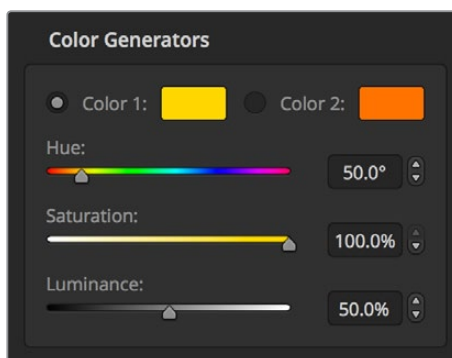 Color Generators
Color 1: Color 2:
Hue:
50.0°
Saturation:
100.0%
Luminance:
50.0%